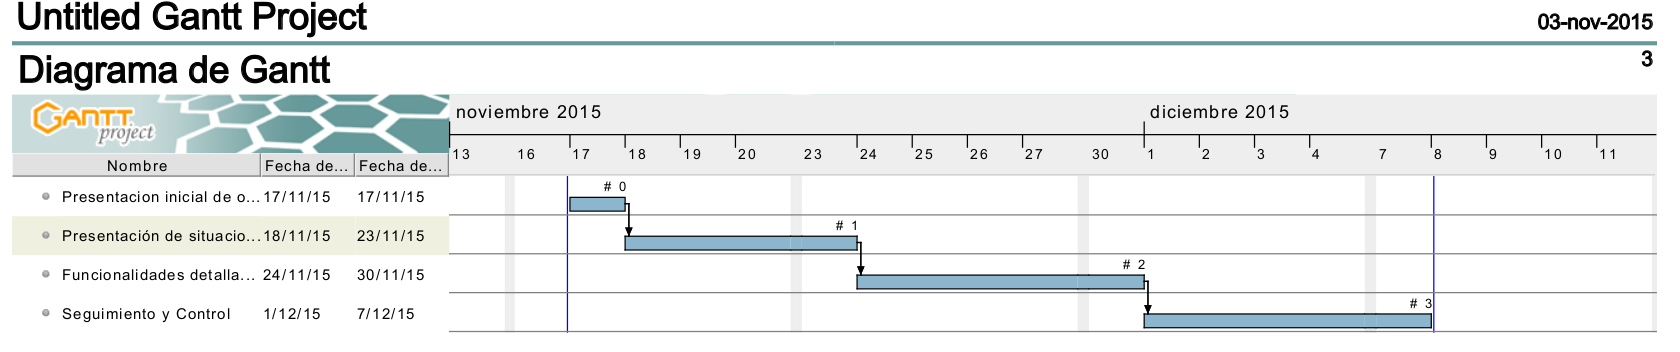 Untitled Gantt Project
03-nov-2015
Diagrama de Gantt
3
GANTT project
noviembre 2015 diciembre 2015
13 16 17 18 19 20 23 24 25 26 27 30 1 2 3 4 7 8 9 10 11
Nombre Fecha de... Fecha de...
Presentacion inicial de o... 17/11/15 17/11/15 # 0
Presentación de situacio... 18/11/15 23/11/15 # 1
Funcionalidades detalla... 24/11/15 30/11/15 # 2
Seguimiento y Control 1/12/15 7/12/15 # 3